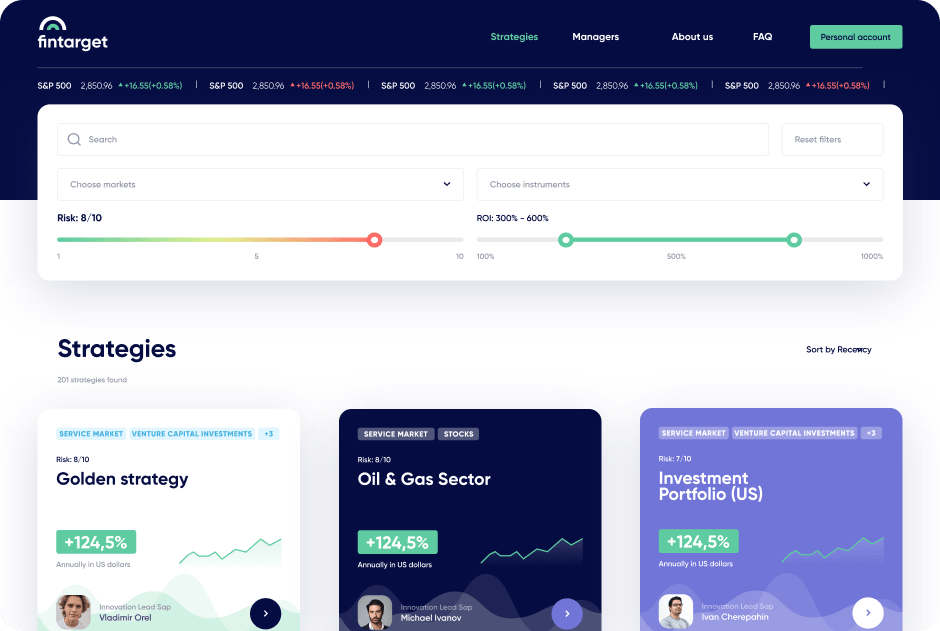 fintarget
Strategies Managers About us FAQ Personal account
S&P 500 2,850.96 +16.55(+0.58%) | S&P 500 2,850.96 +16.55(+0.58%) | S&P 500 2,850.96 +16.55(+0.58%) | S&P 500 2,850.96 +16.55(+0.58%) | S&P 500 2,850.96 +16.55(+0.58%) |
Search Reset filters
Choose markets Choose instruments
Risk: 8/10 ROI: 300% - 600%
1 5 10 100% 500% 1000%
Strategies
Sort by Recency
201 strategies found
SERVICE MARKET VENTURE CAPITAL INVESTMENTS +3
Risk: 8/10
Golden strategy
+124,5%
Annually in US dollars
Innovation Lead Sap
Vladimir Orel
SERVICE MARKET STOCKS
Risk: 8/10
Oil & Gas Sector
+124,5%
Annually in US dollars
Innovation Lead Sap
Michael Ivanov
SERVICE MARKET VENTURE CAPITAL INVESTMENTS +3
Risk: 7/10
Investment
Portfolio (US)
+124,5%
Annually in US dollars
Innovation Lead Sap
Ivan Cherepahin